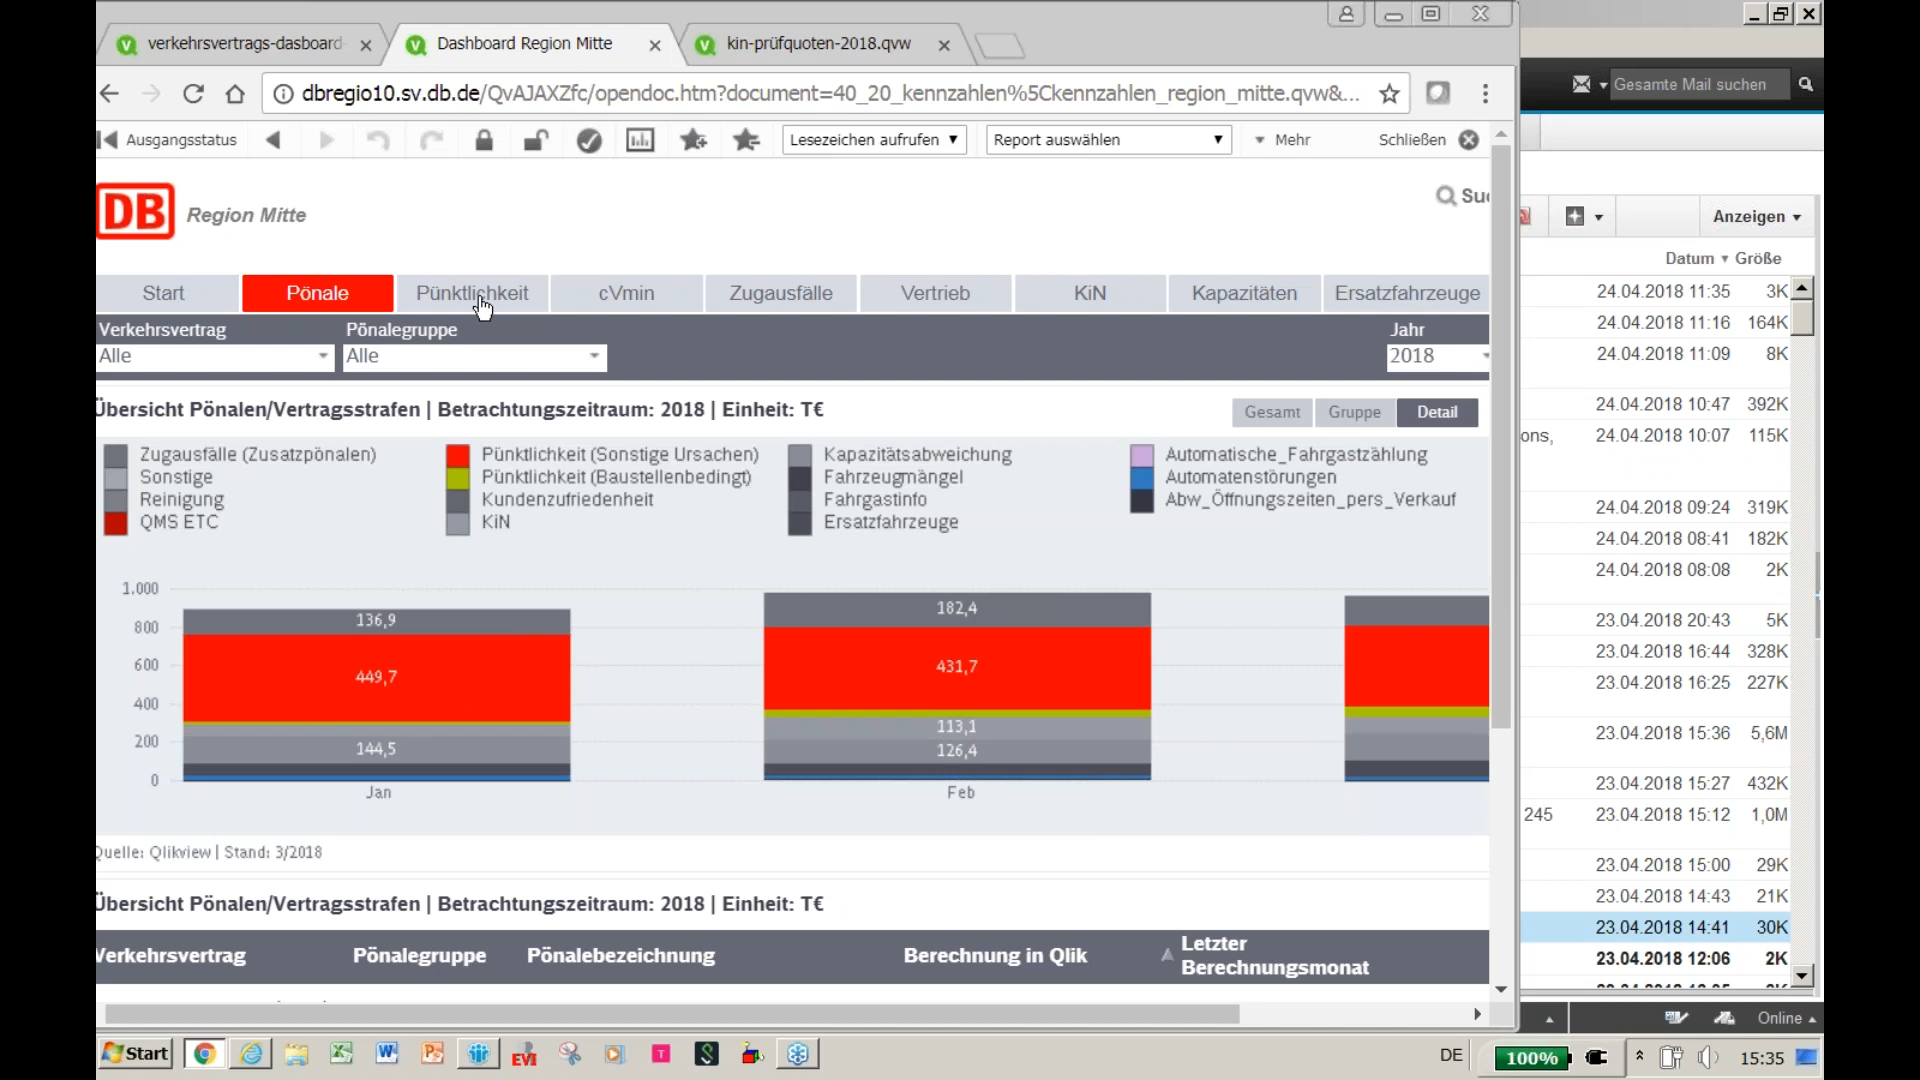 verkehrsvertrags-dasboard-
Dashboard Region Mitte
kin-prüfquoten-2018.qvw
dbregio10.sv.db.de/QvAJAXZfc/opendoc.htm?document=40_20_kennzahlen%5Ckennzahlen_region_mitte.qvw&...
Gesamte Mail suchen
Ausgangsstatus
Lesezeichen aufrufen
Report auswählen
Mehr
Schließen
DB
Region Mitte
Suc
Anzeigen
Datum Größe
Start
Pönale
Pünktlichkeit
cVmin
Zugausfälle
Vertrieb
KiN
Kapazitäten
Ersatzfahrzeuge
Verkehrsvertrag
Pönalegruppe
Jahr
Alle
Alle
2018
Übersicht Pönalen/Vertragsstrafen | Betrachtungszeitraum: 2018 | Einheit: T€
Gesamt
Gruppe
Detail
Zugausfälle (Zusatzpönalen)
Sonstige
Reinigung
QMS ETC
Pünktlichkeit (Sonstige Ursachen)
Pünktlichkeit (Baustellenbedingt)
Kundenzufriedenheit
KiN
Kapazitätsabweichung
Fahrzeugmängel
Fahrgastinfo
Ersatzfahrzeuge
Automatische_Fahrgastzählung
Automatenstörungen
Abw_Öffnungszeiten_pers_Verkauf
1.000
800
600
400
200
0
136,9
449,7
144,5
Jan
182,4
431,7
113,1
126,4
Feb
Quelle: Qlikview | Stand: 3/2018
Übersicht Pönalen/Vertragsstrafen | Betrachtungszeitraum: 2018 | Einheit: T€
Verkehrsvertrag
Pönalegruppe
Pönalebezeichnung
Berechnung in Qlik
Letzter
Berechnungsmonat
24.04.2018 11:35 3K
24.04.2018 11:16 164K
24.04.2018 11:09 8K
24.04.2018 10:47 392K
ons, 24.04.2018 10:07 115K
24.04.2018 09:24 319K
24.04.2018 08:41 182K
24.04.2018 08:08 2K
23.04.2018 20:43 5K
23.04.2018 16:44 328K
23.04.2018 16:25 227K
23.04.2018 15:36 5,6M
23.04.2018 15:27 432K
245 23.04.2018 15:12 1,0M
23.04.2018 15:00 29K
23.04.2018 14:43 21K
23.04.2018 14:41 30K
23.04.2018 12:06 2K
Online
Start
EVI
DE
100%
15:35